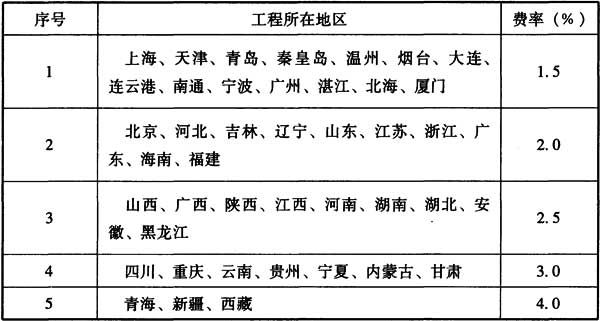 序号 工程所在地区 费率（%）
1 上海、天津、青岛、秦皇岛、温州、烟台、大连、 1.5
连云港、南通、宁波、广州、湛江、北海、厦门
2 北京、河北、吉林、辽宁、山东、江苏、浙江、广 2.0
东、海南、福建
3 山西、广西、陕西、江西、河南、湖南、湖北、安 2.5
徽、黑龙江
4 四川、重庆、云南、贵州、宁夏、内蒙古、甘肃 3.0
5 青海、新疆、西藏 4.0